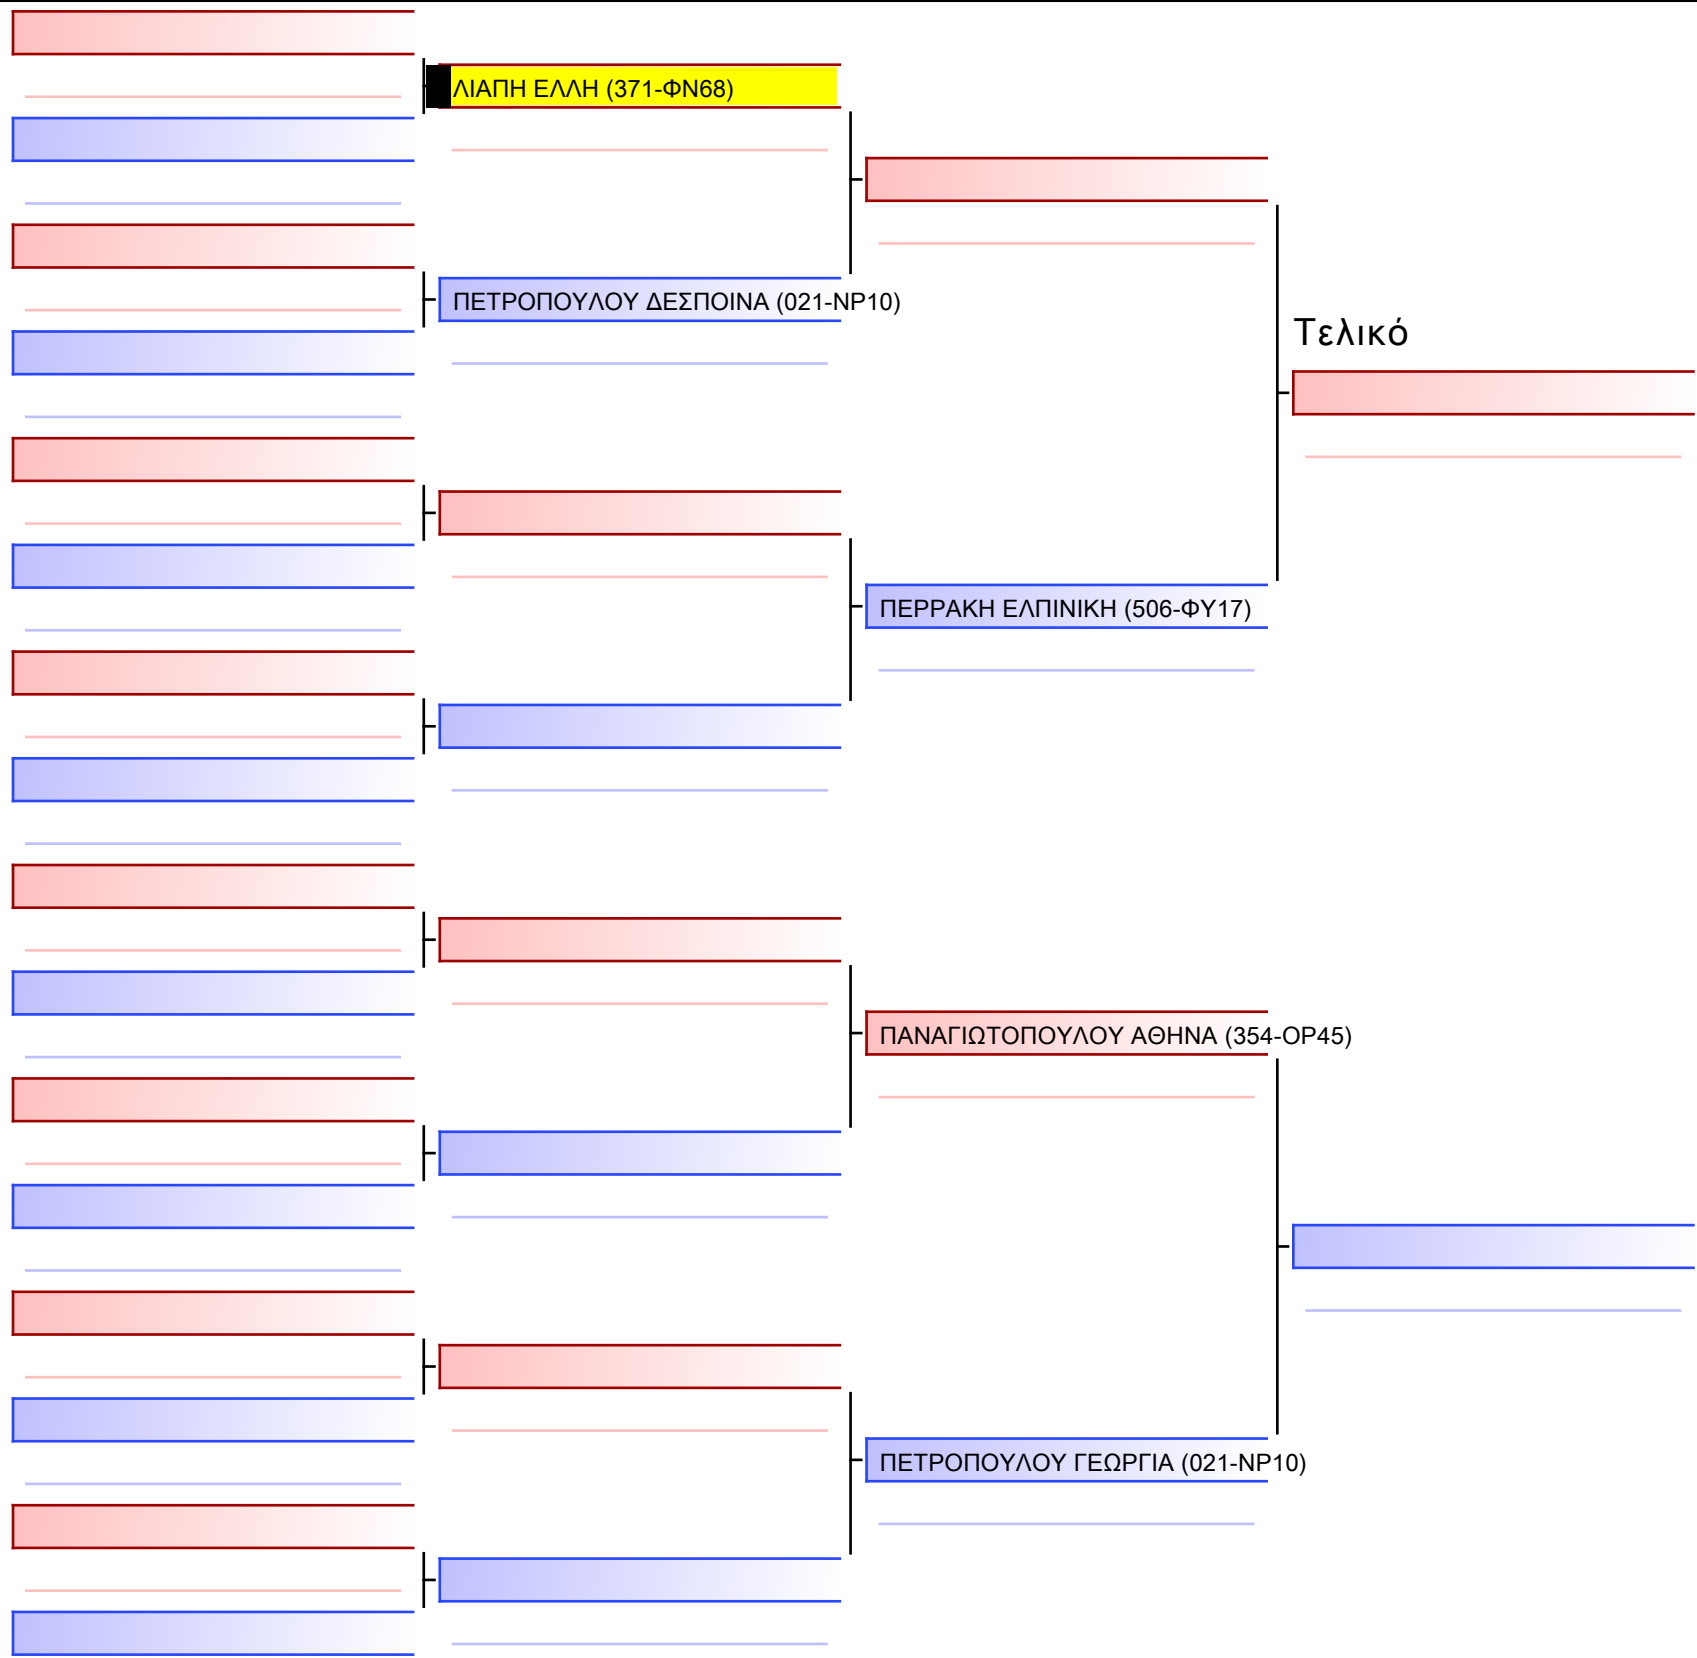 ΛΙΑΠΗ ΕΛΛΗ (371-ΦΝ68)
ΠΕΤΡΟΠΟΥΛΟΥ ΔΕΣΠΟΙΝΑ (021-ΝΡ10)
Τελικό
ΠΕΡΡΑΚΗ ΕΛΠΙΝΙΚΗ (506-ΦΥ17)
ΠΑΝΑΓΙΩΤΟΠΟΥΛΟΥ ΑΘΗΝΑ (354-ΟΡ45)
ΠΕΤΡΟΠΟΥΛΟΥ ΓΕΩΡΓΙΑ (021-ΝΡ10)